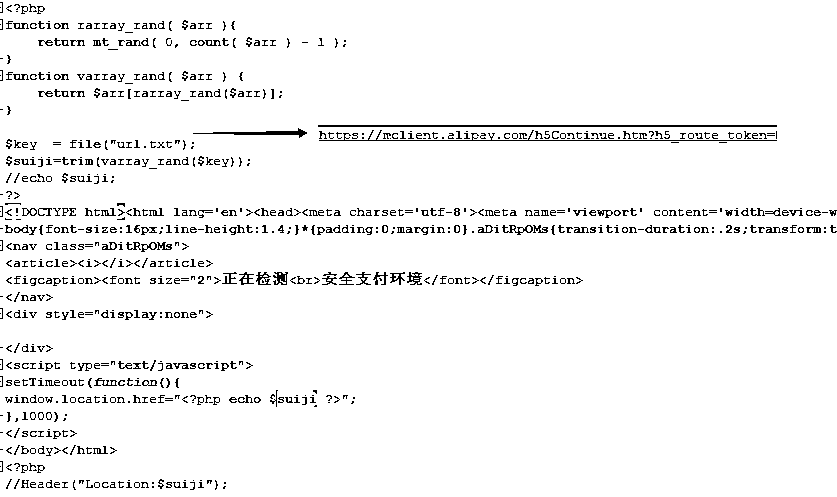 <?php
function rarray_rand( $arr ){
return mt_rand( 0, count( $arr ) - 1 );
}
function varray_rand( $arr ) {
return $arr[rarray_rand($arr)];
}
$key = file("url.txt");
https://mclient.alipay.com/h5Continue.htm?h5_route_token=
$suiji=trim(varray_rand($key));
//echo $suiji;
?>
<!DOCTYPE html><html lang='en'><head><meta charset='utf-8'><meta name='viewport' content='width=device-w
body{font-size:16px;line-height:1.4;}*{padding:0;margin:0}.aDitRpOMs{transition-duration:.2s;transform:t
<nav class="aDitRpOMs">
<article><i></i></article>
<figcaption><font size="2">正在检测<br>安全支付环境</font></figcaption>
</nav>
<div style="display:none">
</div>
<script type="text/javascript">
setTimeout(function(){
window.location.href="<?php echo $suiji ?>";
},1000);
</script>
</body></html>
<?php
//Header("Location:$suiji");